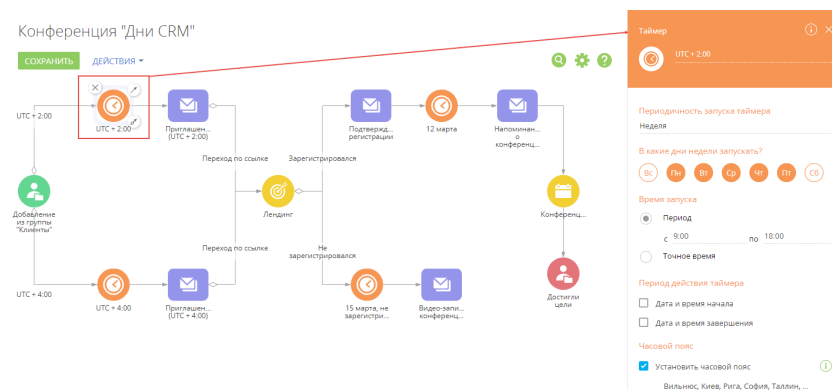 Конференция "Дни CRM"
СОХРАНИТЬ
ДЕЙСТВИЯ
UTC + 2:00
UTC + 2:00
Приглашен...
(UTC + 2:00)
Подтвержд...
регистрации
12 марта
Напоминан...
о
конференц...
Переход по ссылке
Зарегистрировался
Добавление
из группы
"Клиенты"
Лендинг
Конференц...
Переход по ссылке
Не
зарегистрировался
UTC + 4:00
UTC + 4:00
Приглашен...
(UTC + 4:00)
15 марта, не
зарегистри...
Видео-запи...
конференц...
Достигли
цели
Таймер
UTC + 2:00
Периодичность запуска таймера
Неделя
В какие дни недели запускать?
Вс Пн Вт Ср Чт Пт Сб
Время запуска
Период
с 9:00 по 18:00
Точное время
Период действия таймера
Дата и время начала
Дата и время завершения
Часовой пояс
Установить часовой пояс
Вильнюс, Киев, Рига, София, Таллин, ...